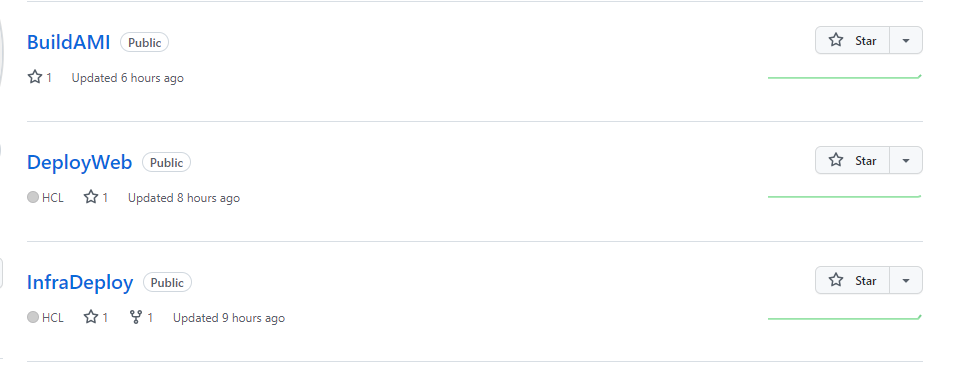 BuildAMI Public Star
1 Updated 6 hours ago
DeployWeb Public Star
HCL 1 Updated 8 hours ago
InfraDeploy Public Star
HCL 1 1 Updated 9 hours ago